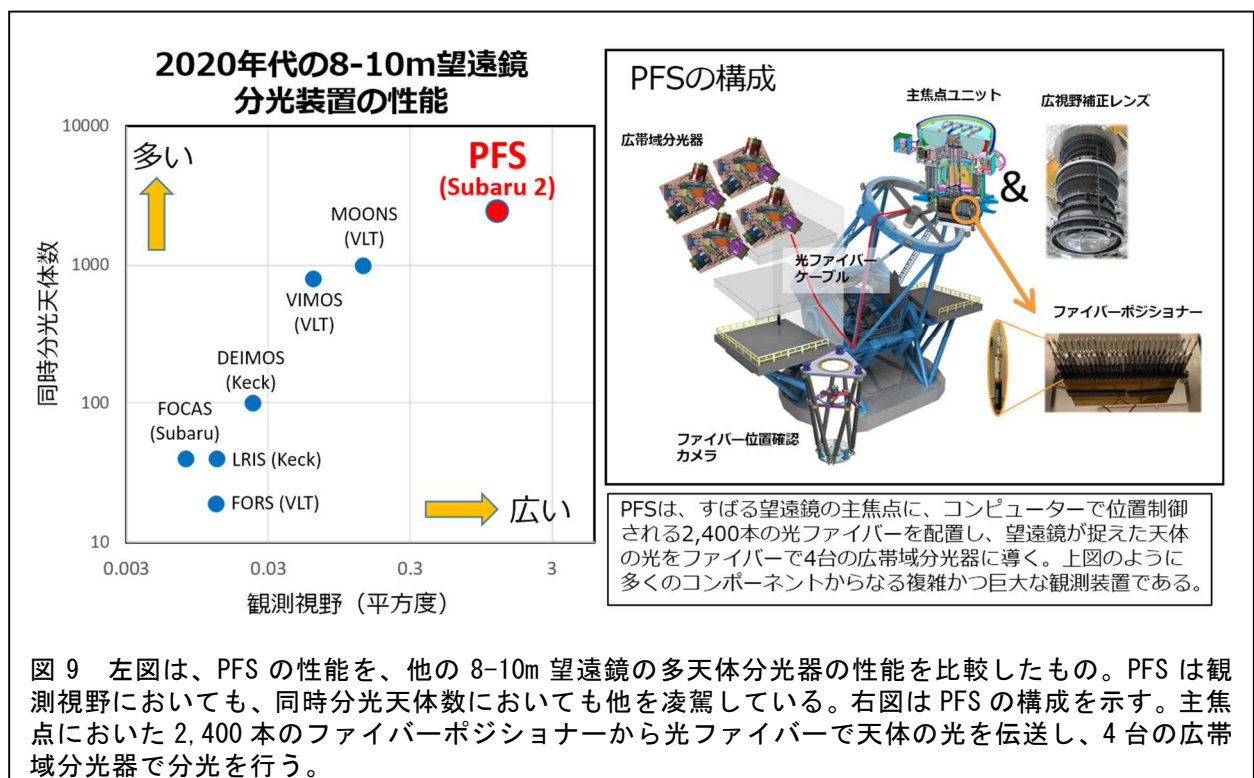 2020年代の8-10m望遠鏡
分光装置の性能
10000
1000
100
10
同時分光天体数
多い
PFS
(Subaru 2)
MOONS
(VLT)
VIMOS
(VLT)
DEIMOS
(Keck)
FOCAS
(Subaru)
LRIS (Keck)
FORS (VLT)
広い
0.003
0.03
0.3
3
観測視野（平方度）
PFSの構成
主焦点ユニット
広視野補正レンズ
広帯域分光器
&
光ファイバー
ケーブル
ファイバーポジショナー
ファイバー位置確認
カメラ
PFSは、すばる望遠鏡の主焦点に、コンピューターで位置制御
される2,400本の光ファイバーを配置し、望遠鏡が捉えた天体
の光をファイバーで4台の広帯域分光器に導く。上図のように
多くのコンポーネントからなる複雑かつ巨大な観測装置である。
図 9　左図は、PFS の性能を、他の 8-10m 望遠鏡の多天体分光器の性能を比較したもの。PFS は観
測視野においても、同時分光天体数においても他を凌駕している。右図は PFS の構成を示す。主焦
点においた 2,400 本のファイバーポジショナーから光ファイバーで天体の光を伝送し、4 台の広帯
域分光器で分光を行う。